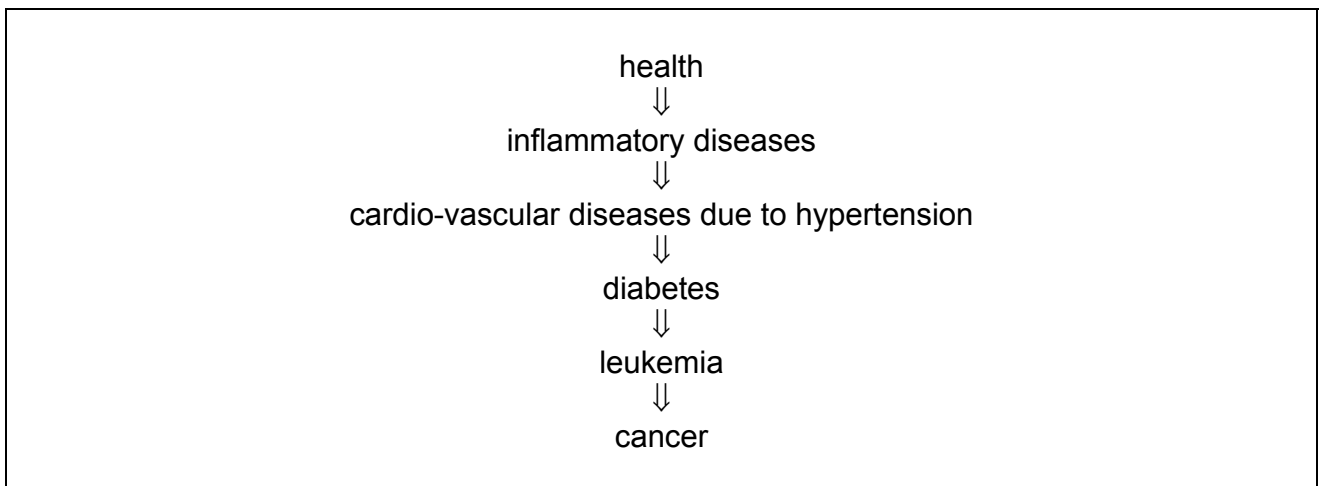 health
⇓
inflammatory diseases
⇓
cardio-vascular diseases due to hypertension
⇓
diabetes
⇓
leukemia
⇓
cancer